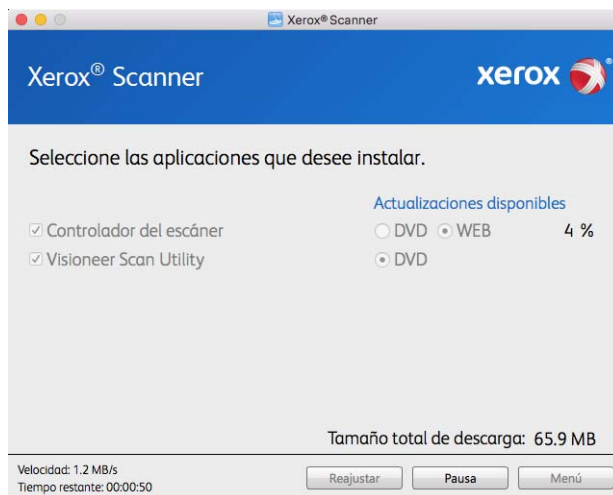 Xerox® Scanner
Xerox® Scanner
xerox ®
Seleccione las aplicaciones que desee instalar.
Actualizaciones disponibles
Controlador del escáner DVD WEB 4 %
Visioneer Scan Utility DVD
Tamaño total de descarga: 65.9 MB
Velocidad: 1.2 MB/s
Tiempo restante: 00:00:50
Reajustar Pausa Menú